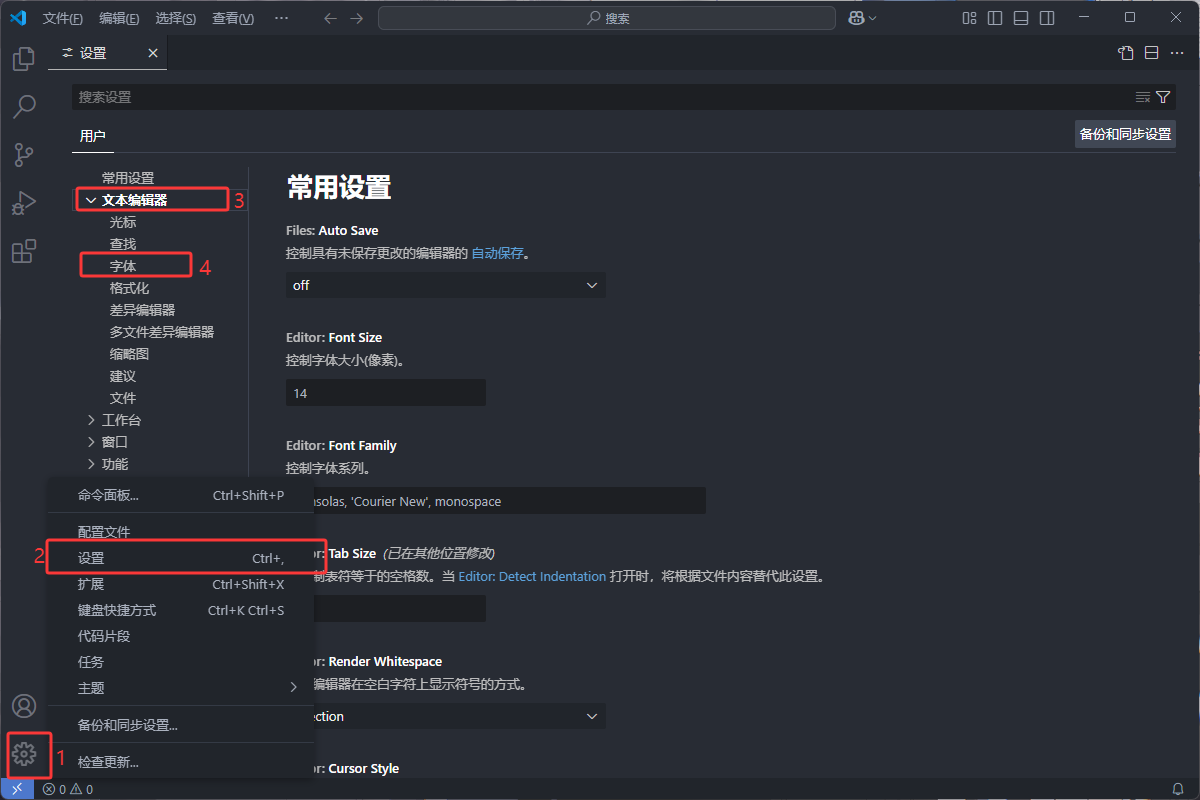 文件(F) 编辑(E) 选择(S) 查看(V) ··· 搜索
设置
搜索设置
用户
备份和同步设置
常用设置
文本编辑器 3
光标
查找
字体 4
格式化
差异编辑器
多文件差异编辑器
缩略图
建议
文件
工作台
窗口
功能
常用设置
Files: Auto Save
控制具有未保存更改的编辑器的 自动保存。
off
Editor: Font Size
控制字体大小(像素)。
14
Editor: Font Family
控制字体系列。
nsolas, 'Courier New', monospace
r: Tab Size (已在其他位置修改)
制表符等于的空格数。当 Editor: Detect Indentation 打开时，将根据文件内容替代此设置。
r: Render Whitespace
编辑器在空白字符上显示符号的方式。
ction
r: Cursor Style
命令面板... Ctrl+Shift+P
配置文件
2 设置 Ctrl+,
扩展 Ctrl+Shift+X
键盘快捷方式 Ctrl+K Ctrl+S
代码片段
任务
主题
备份和同步设置...
1 检查更新...
0 0